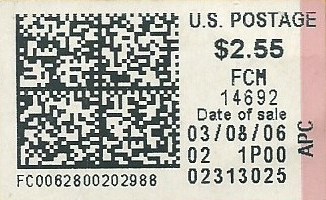 U.S. POSTAGE
$2.55
FCM
14692
Date of sale
03/08/06
02 1P00
02313025
APC
FC0062800202988